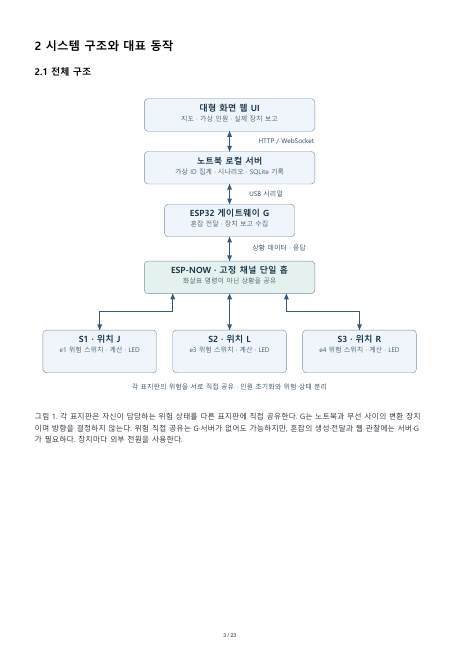 2 시스템 구조와 대표 동작
2.1 전체 구조
대형 화면 웹 UI
지도 · 가상 인원 · 실제 장치 보고
HTTP / WebSocket
노트북 로컬 서버
가상 ID 집계 · 시나리오 · SQLite 기록
USB 시리얼
ESP32 게이트웨이 G
혼잡 전달 · 장치 보고 수집
상황 데이터 · 응답
ESP-NOW · 고정 채널 단일 홉
화살표 명령이 아닌 상황을 공유
S1 · 위치 J
e1 위험 스위치 · 계산 · LED
S2 · 위치 L
e3 위험 스위치 · 계산 · LED
S3 · 위치 R
e4 위험 스위치 · 계산 · LED
각 표지판의 위험을 서로 직접 공유 · 인원 초기화와 위험 상태 분리
그림 1. 각 표지판은 자신이 담당하는 위험 상태를 다른 표지판에 직접 공유한다. G는 노트북과 무선 사이의 변환 장치
이며 방향을 결정하지 않는다. 위험 직접 공유는 G·서버가 없어도 가능하지만, 혼잡의 생성·전달과 웹 관찰에는 서버·G
가 필요하다. 장치마다 외부 전원을 사용한다.
3 / 23